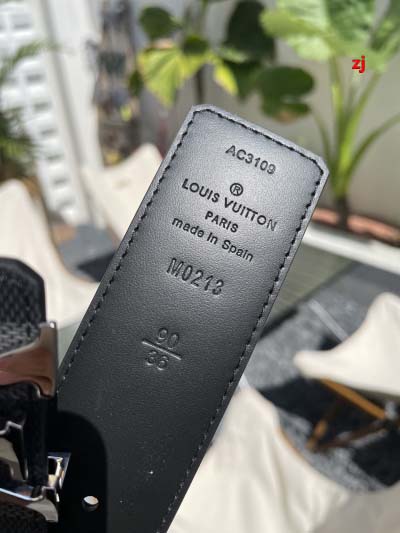 zj
AC3109
®
LOUIS VUITTON
PARIS
made in Spain
M0213
90
36